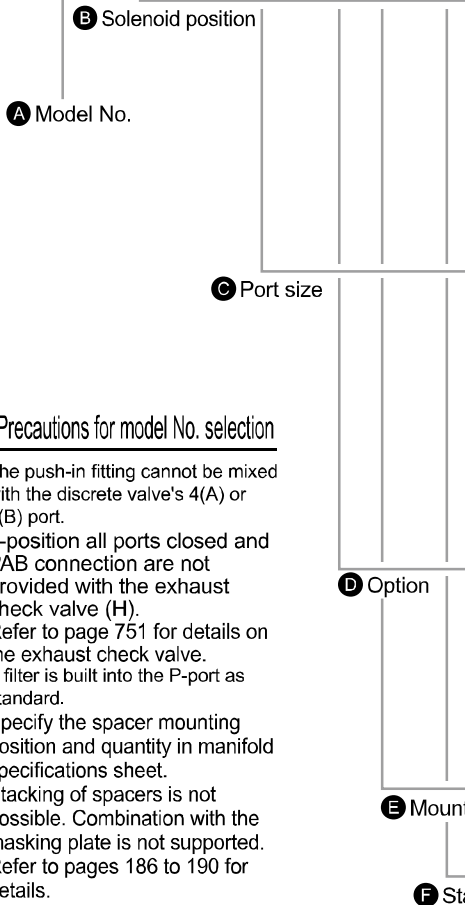 B Solenoid position
A Model No.
C Port size
Precautions for model No. selection
he push-in fitting cannot be mixed
ith the discrete valve's 4(A) or
(B) port.
-position all ports closed and
AB connection are not
rovided with the exhaust
heck valve (H).
efer to page 751 for details on
he exhaust check valve.
filter is built into the P-port as
tandard.
pecify the spacer mounting
osition and quantity in manifold
pecifications sheet.
tacking of spacers is not
ossible. Combination with the
asking plate is not supported.
efer to pages 186 to 190 for
etails.
D Option
E Mount
F Sta